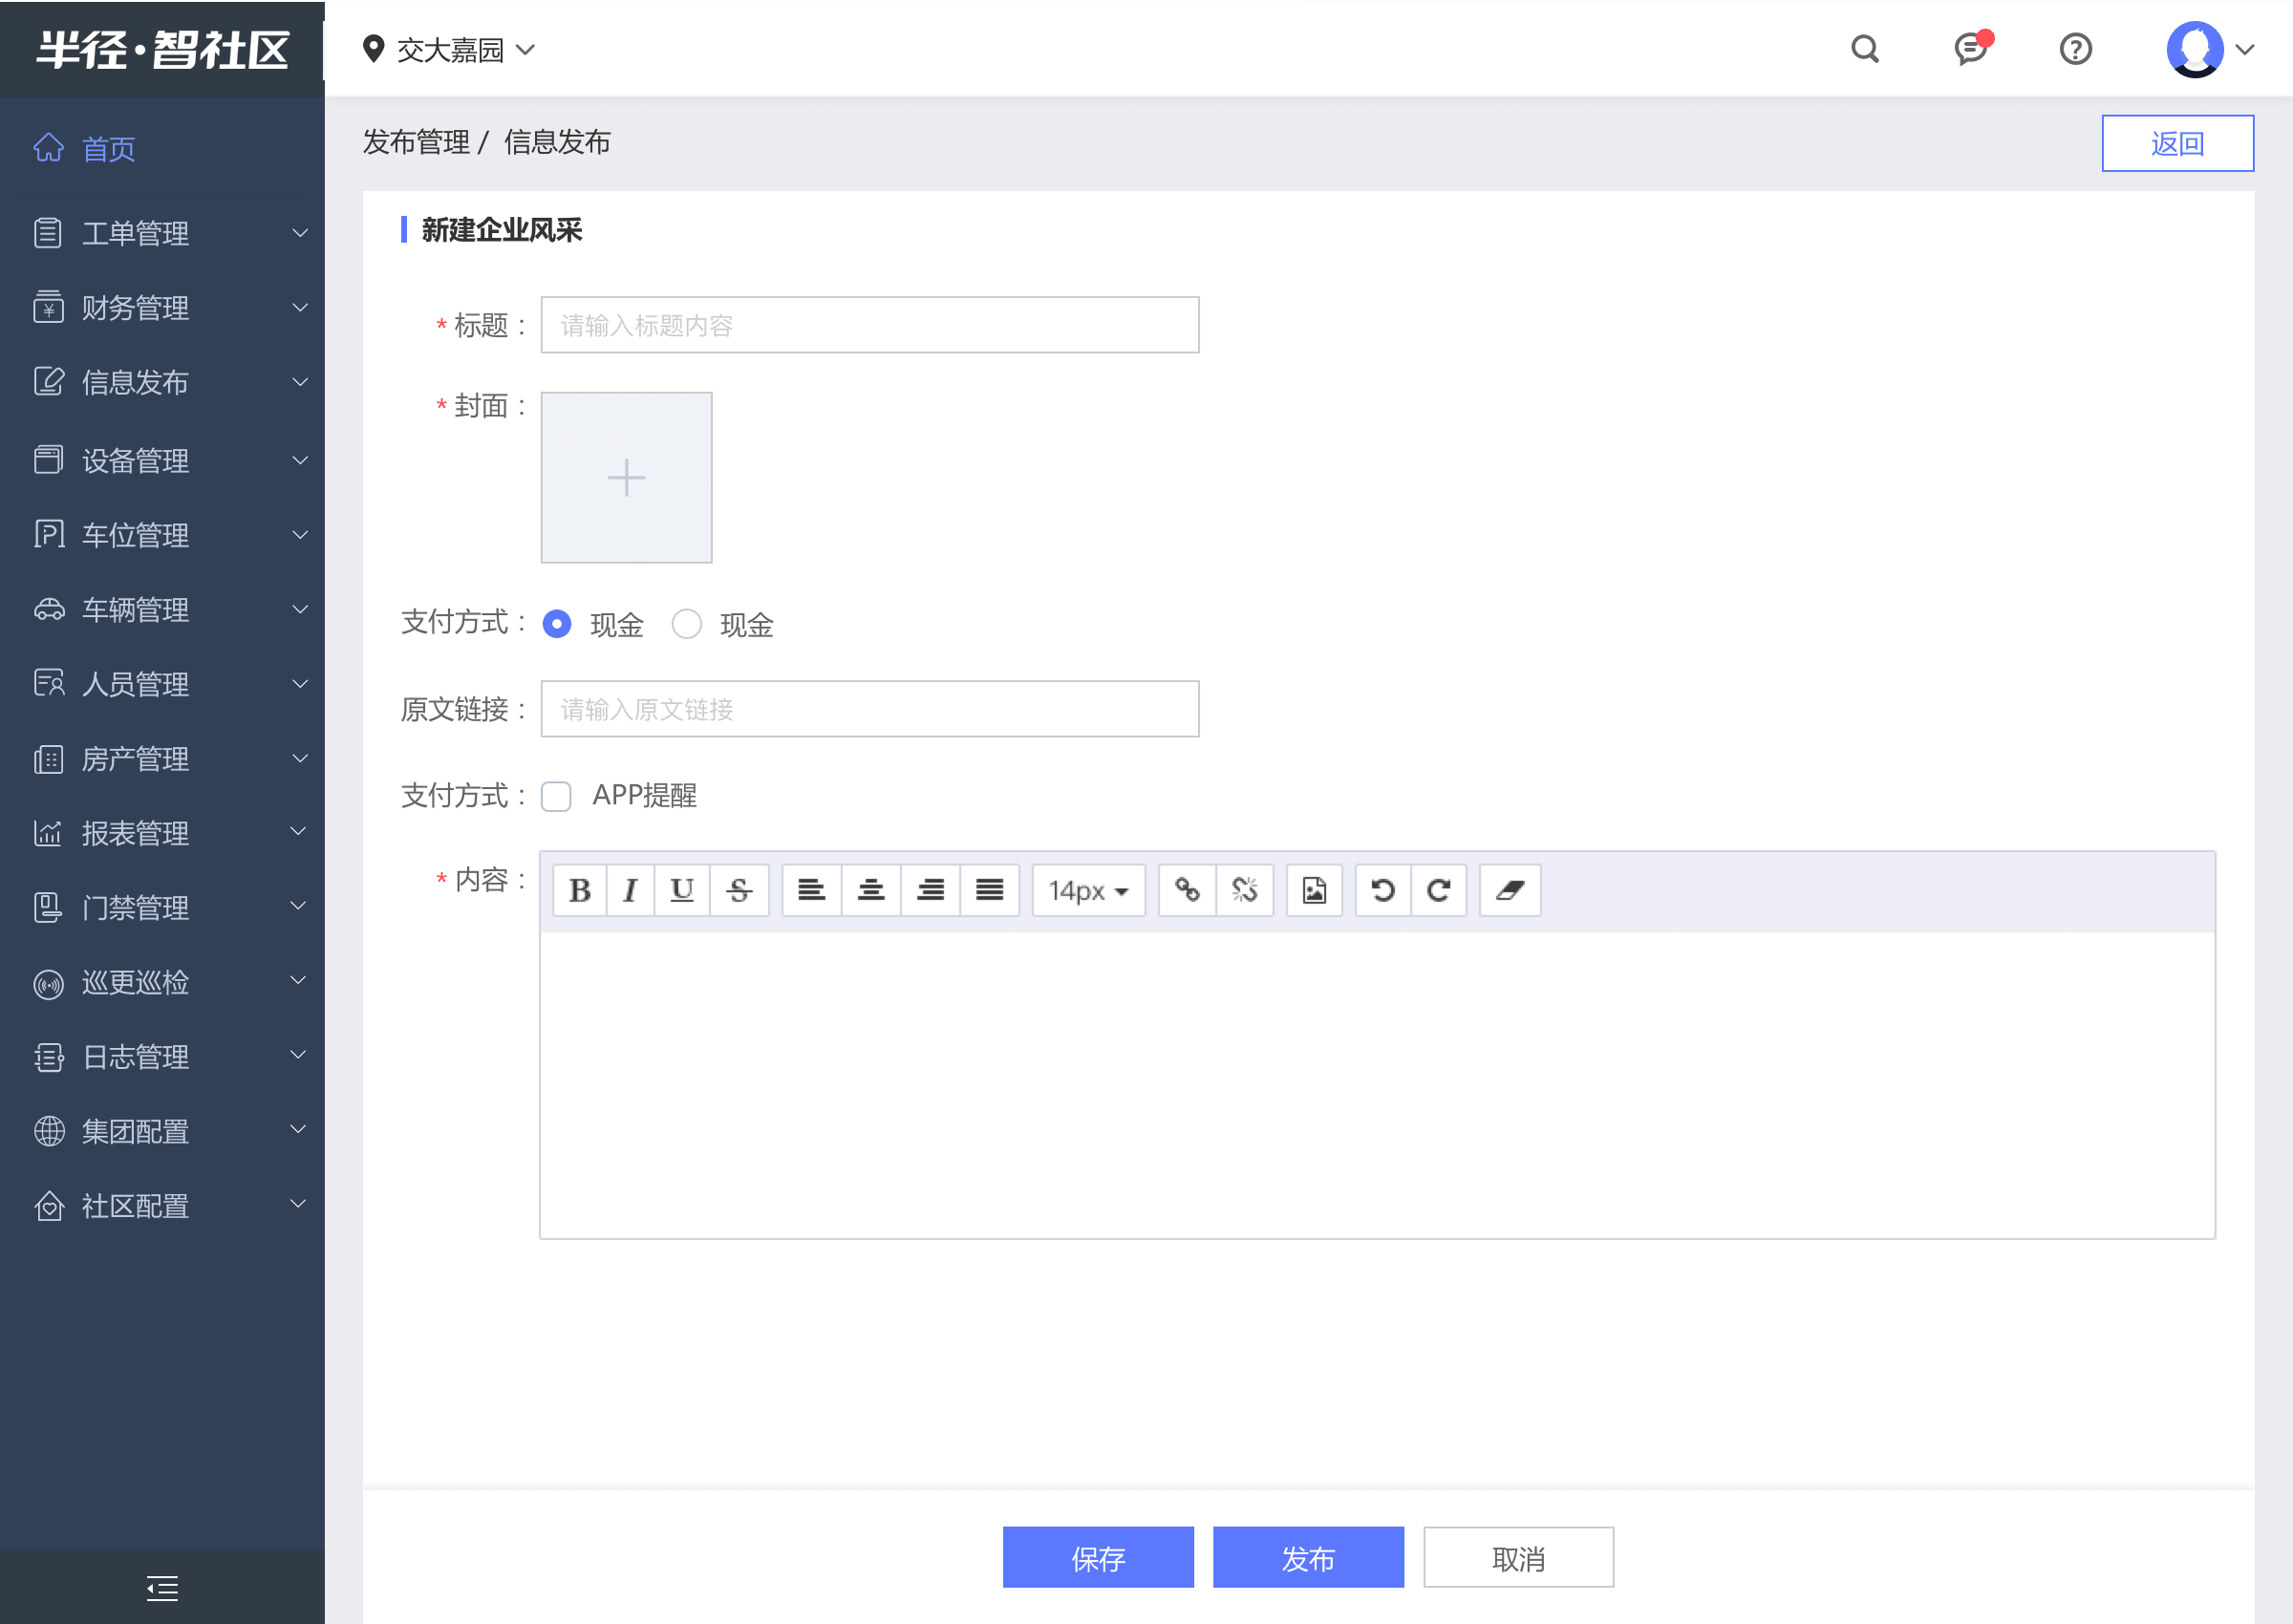 半径·智社区
交大嘉园
首页
工单管理
财务管理
信息发布
设备管理
车位管理
车辆管理
人员管理
房产管理
报表管理
门禁管理
巡更巡检
日志管理
集团配置
社区配置
发布管理 / 信息发布
返回
新建企业风采
* 标题：
请输入标题内容
* 封面：
支付方式： 现金 现金
原文链接：
请输入原文链接
支付方式： APP提醒
* 内容：
B I U S 14px
保存 发布 取消